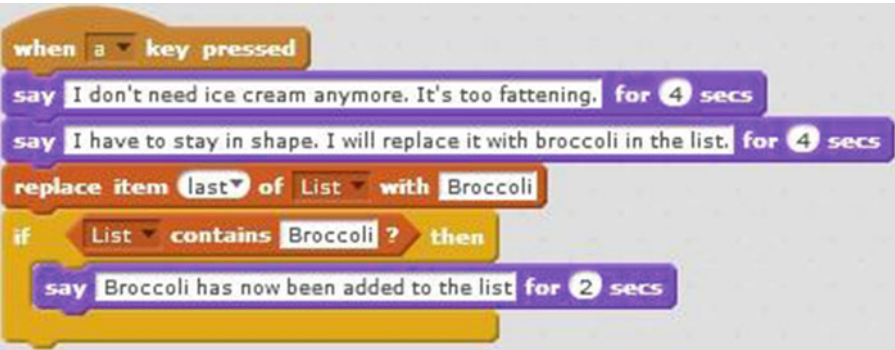 when a key pressed
say I don't need ice cream anymore. It's too fattening. for 4 secs
say I have to stay in shape. I will replace it with broccoli in the list. for 4 secs
replace item last of List with Broccoli
if List contains Broccoli ? then
say Broccoli has now been added to the list for 2 secs